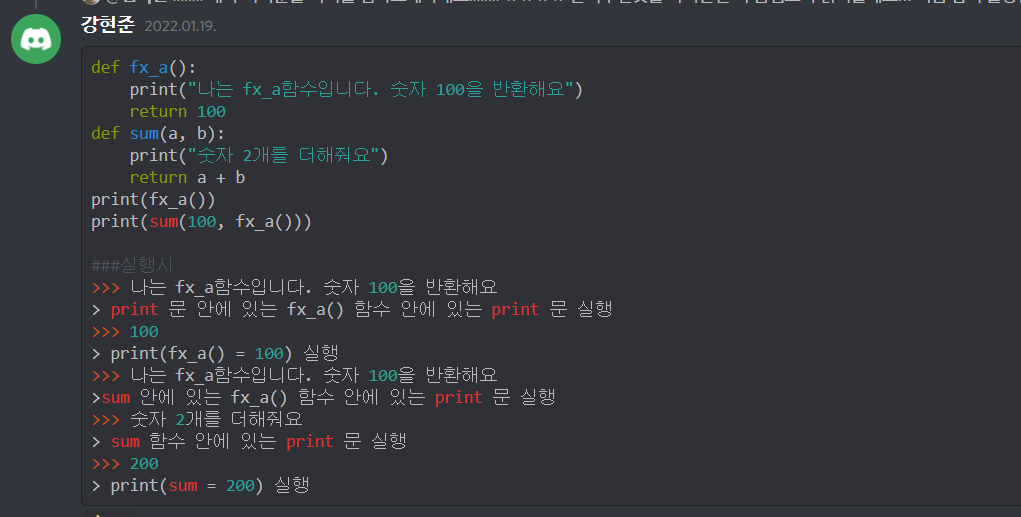 강현준 2022.01.19.
def fx_a():
    print("나는 fx_a함수입니다. 숫자 100을 반환해요")
    return 100
def sum(a, b):
    print("숫자 2개를 더해줘요")
    return a + b
print(fx_a())
print(sum(100, fx_a()))

###실행시
>>> 나는 fx_a함수입니다. 숫자 100을 반환해요
> print 문 안에 있는 fx_a() 함수 안에 있는 print 문 실행
>>> 100
> print(fx_a() = 100) 실행
>>> 나는 fx_a함수입니다. 숫자 100을 반환해요
>sum 안에 있는 fx_a() 함수 안에 있는 print 문 실행
>>> 숫자 2개를 더해줘요
> sum 함수 안에 있는 print 문 실행
>>> 200
> print(sum = 200) 실행